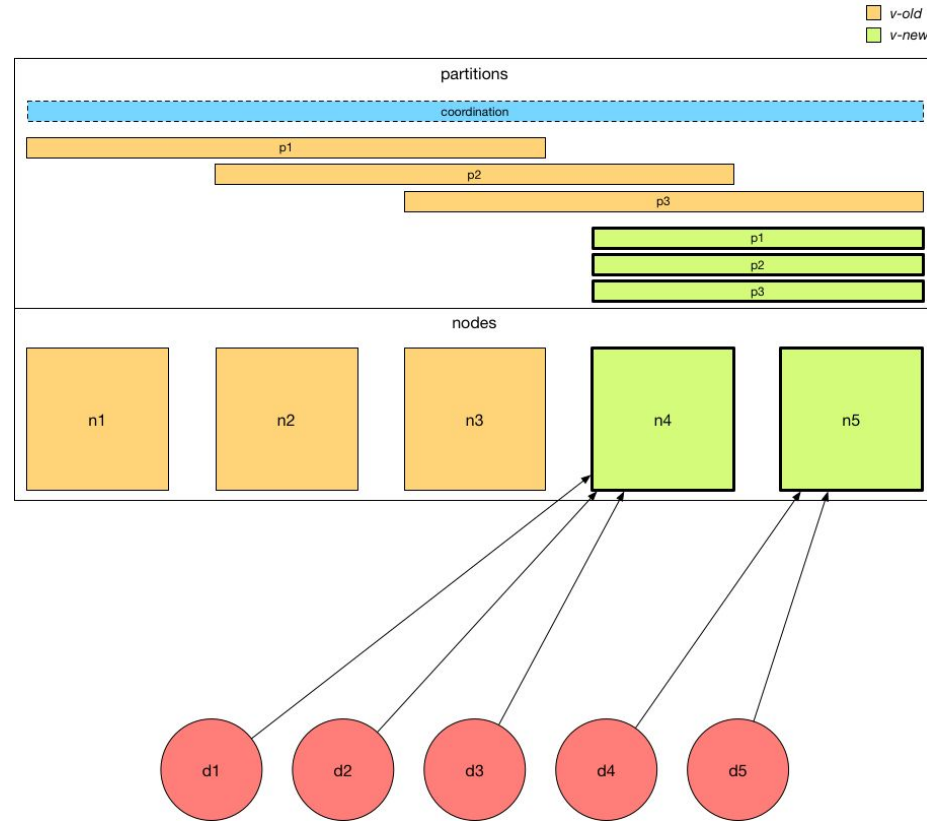 v-old
v-new
partitions
coordination
p1
p2
p3
p1
p2
p3
nodes
n1 n2 n3 n4 n5
d1 d2 d3 d4 d5